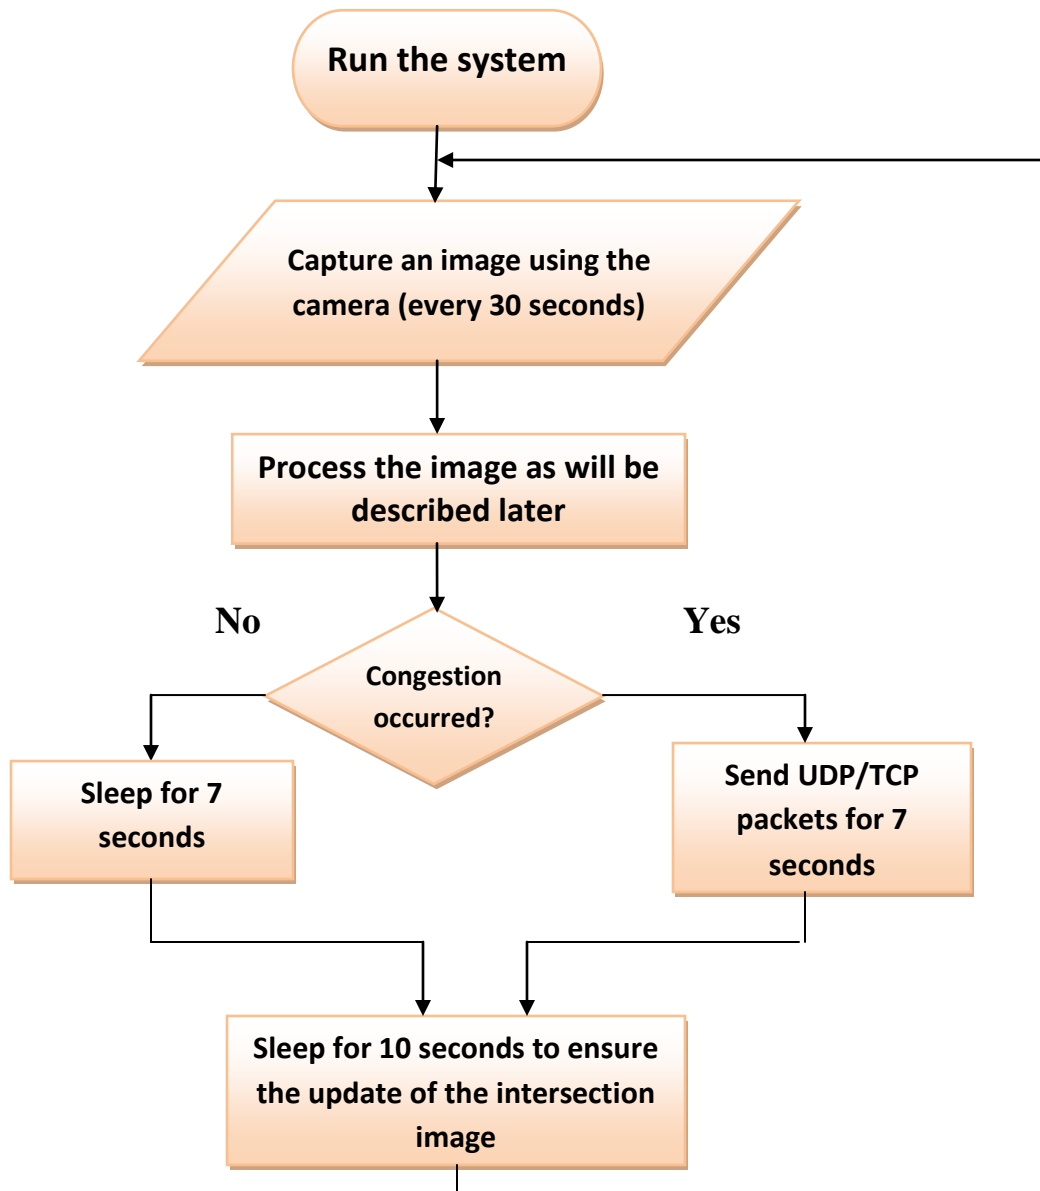 Run the system
Capture an image using the
camera (every 30 seconds)
Process the image as will be
described later
No
Yes
Congestion
occurred?
Sleep for 7
seconds
Send UDP/TCP
packets for 7
seconds
Sleep for 10 seconds to ensure
the update of the intersection
image